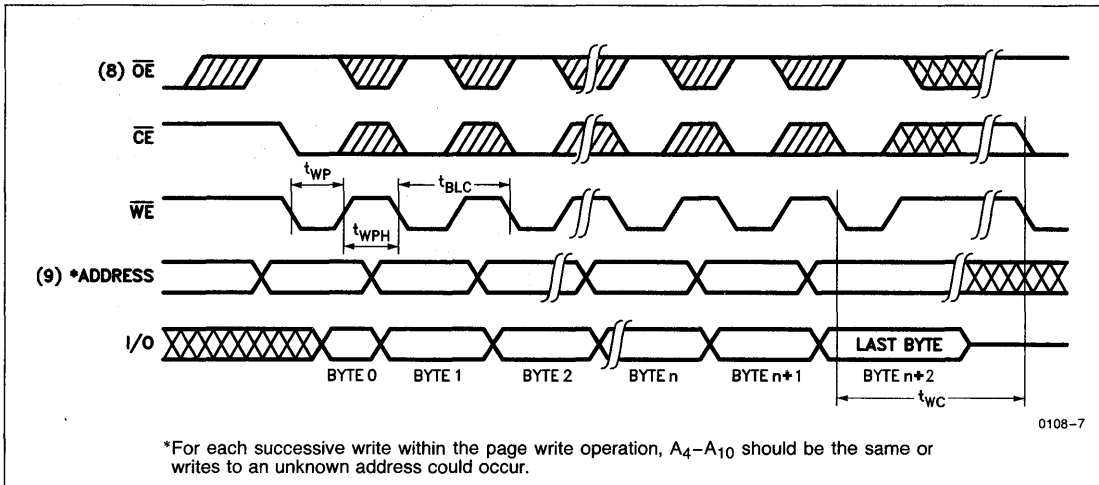 (8) OE
CE
tWP
tBLC
WE
tWPH
(9) *ADDRESS
I/O
LAST BYTE
BYTE 0 BYTE 1 BYTE 2 BYTE n BYTE n+1 BYTE n+2
tWC
0108–7
*For each successive write within the page write operation, A4–A10 should be the same or
writes to an unknown address could occur.